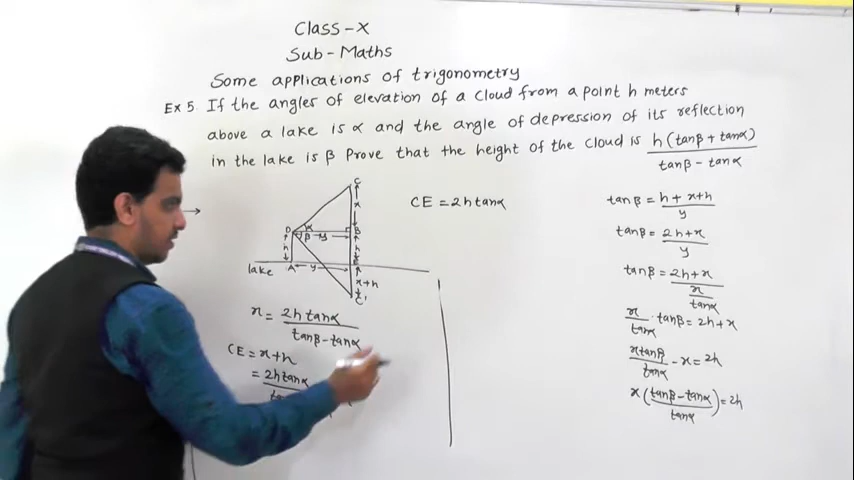 Class-X
Sub-Maths
Some applications of trigonometry
Ex 5. If the angles of elevation of a cloud from a point h meters
above a lake is α and the angle of depression of its reflection
in the lake is β Prove that the height of the cloud is h(tanβ+tanα)/tanβ-tanα
C
x
D α B
β y
h h
lake A y E
x+h
C'
x = 2h tanα/tanβ-tanα
CE = x+h
= 2h tanα
CE = 2h tanα
tanβ = h+x+h/y
tanβ = 2h+x/y
tanβ = 2h+x/x/tanα
x/tanα · tanβ = 2h+x
x tanβ/tanα - x = 2h
x(tanβ-tanα/tanα) = 2h